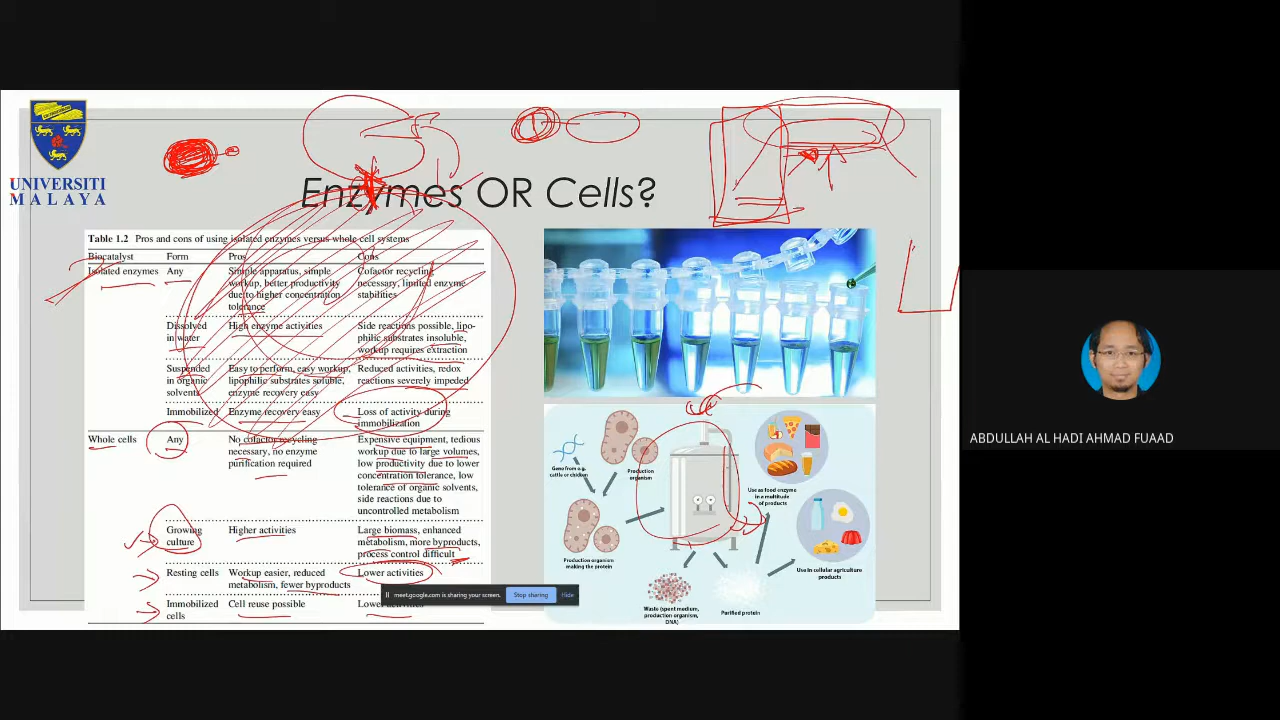 UNIVERSITI
MALAYA
Enzymes OR Cells?
Table 1.2 Pros and cons of using isolated enzymes versus whole cell systems
Biocatalyst Form Pros Cons
Isolated enzymes Any Simple apparatus, simple Cofactor recycling
workup, better productivity necessary, limited enzyme
due to higher concentration stabilities
tolerance
Dissolved High enzyme activities Side reactions possible, lipo-
in water philic substrates insoluble,
workup requires extraction
Suspended Easy to perform, easy workup, Reduced activities, redox
in organic lipophilic substrates soluble, reactions severely impeded
solvents enzyme recovery easy
Immobilized Enzyme recovery easy Loss of activity during
immobilization
Whole cells Any No cofactor recycling Expensive equipment, tedious
necessary, no enzyme workup due to large volumes,
purification required low productivity due to lower
concentration tolerance, low
tolerance of organic solvents,
side reactions due to
uncontrolled metabolism
Growing Higher activities Large biomass, enhanced
culture metabolism, more byproducts,
process control difficult
Resting cells Workup easier, reduced Lower activities
metabolism, fewer byproducts
Immobilized Cell reuse possible Lower activities
cells
Gene from e.g.
cattle or chicken
Production
organism
Production organism
making the protein
Use as food enzyme
in a multitude
of products
Use in cellular agriculture
products
Waste (spent medium,
production organism,
DNA)
Purified protein
meet.google.com is sharing your screen.
Stop sharing
Hide
ABDULLAH AL HADI AHMAD FUAAD